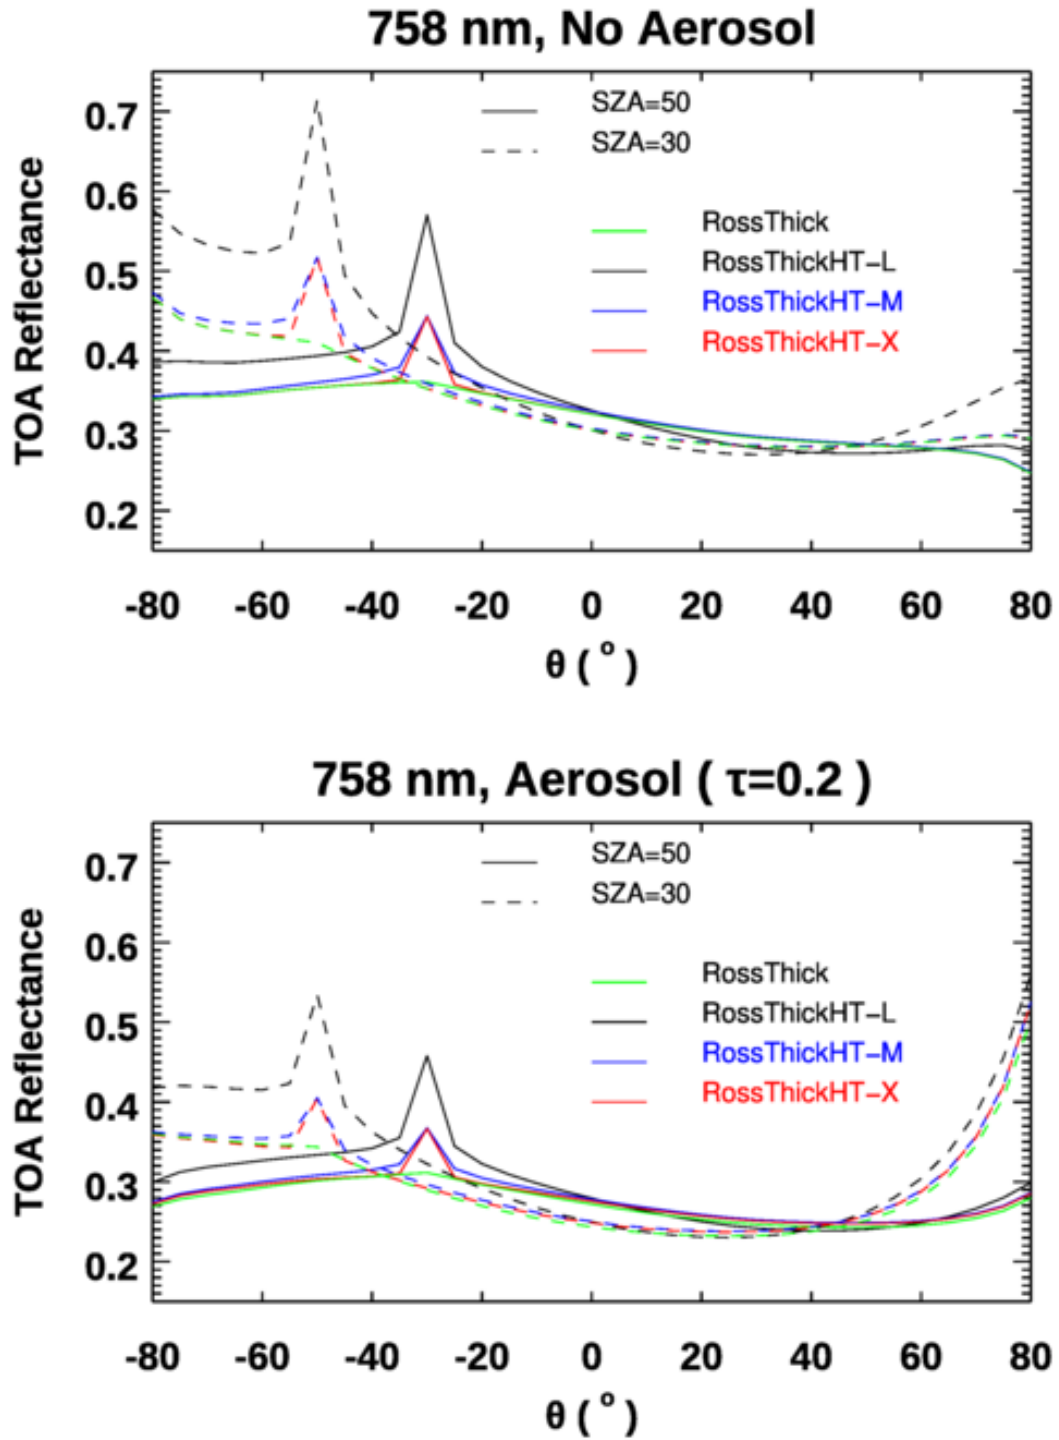 758 nm, No Aerosol
SZA=50
SZA=30
RossThick
RossThickHT-L
RossThickHT-M
RossThickHT-X
TOA Reflectance
0.7
0.6
0.5
0.4
0.3
0.2
-80 -60 -40 -20 0 20 40 60 80
θ ( ° )
758 nm, Aerosol ( τ=0.2 )
SZA=50
SZA=30
RossThick
RossThickHT-L
RossThickHT-M
RossThickHT-X
TOA Reflectance
0.7
0.6
0.5
0.4
0.3
0.2
-80 -60 -40 -20 0 20 40 60 80
θ ( ° )